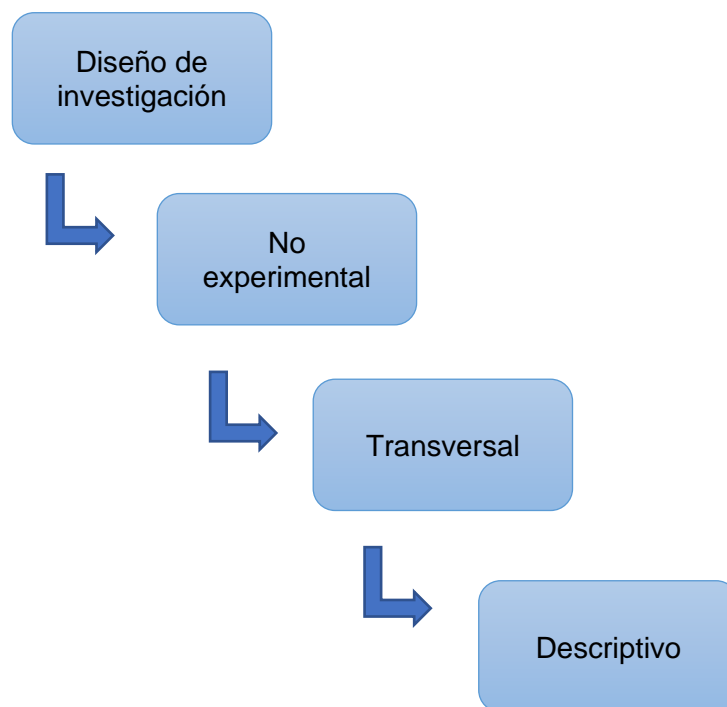 Diseño de
investigación
No
experimental
Transversal
Descriptivo